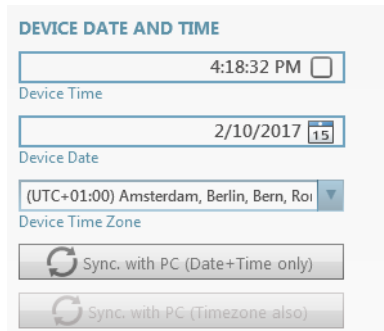 DEVICE DATE AND TIME
4:18:32 PM
Device Time
2/10/2017 15
Device Date
(UTC+01:00) Amsterdam, Berlin, Bern, Ro
Device Time Zone
Sync. with PC (Date+Time only)
Sync. with PC (Timezone also)